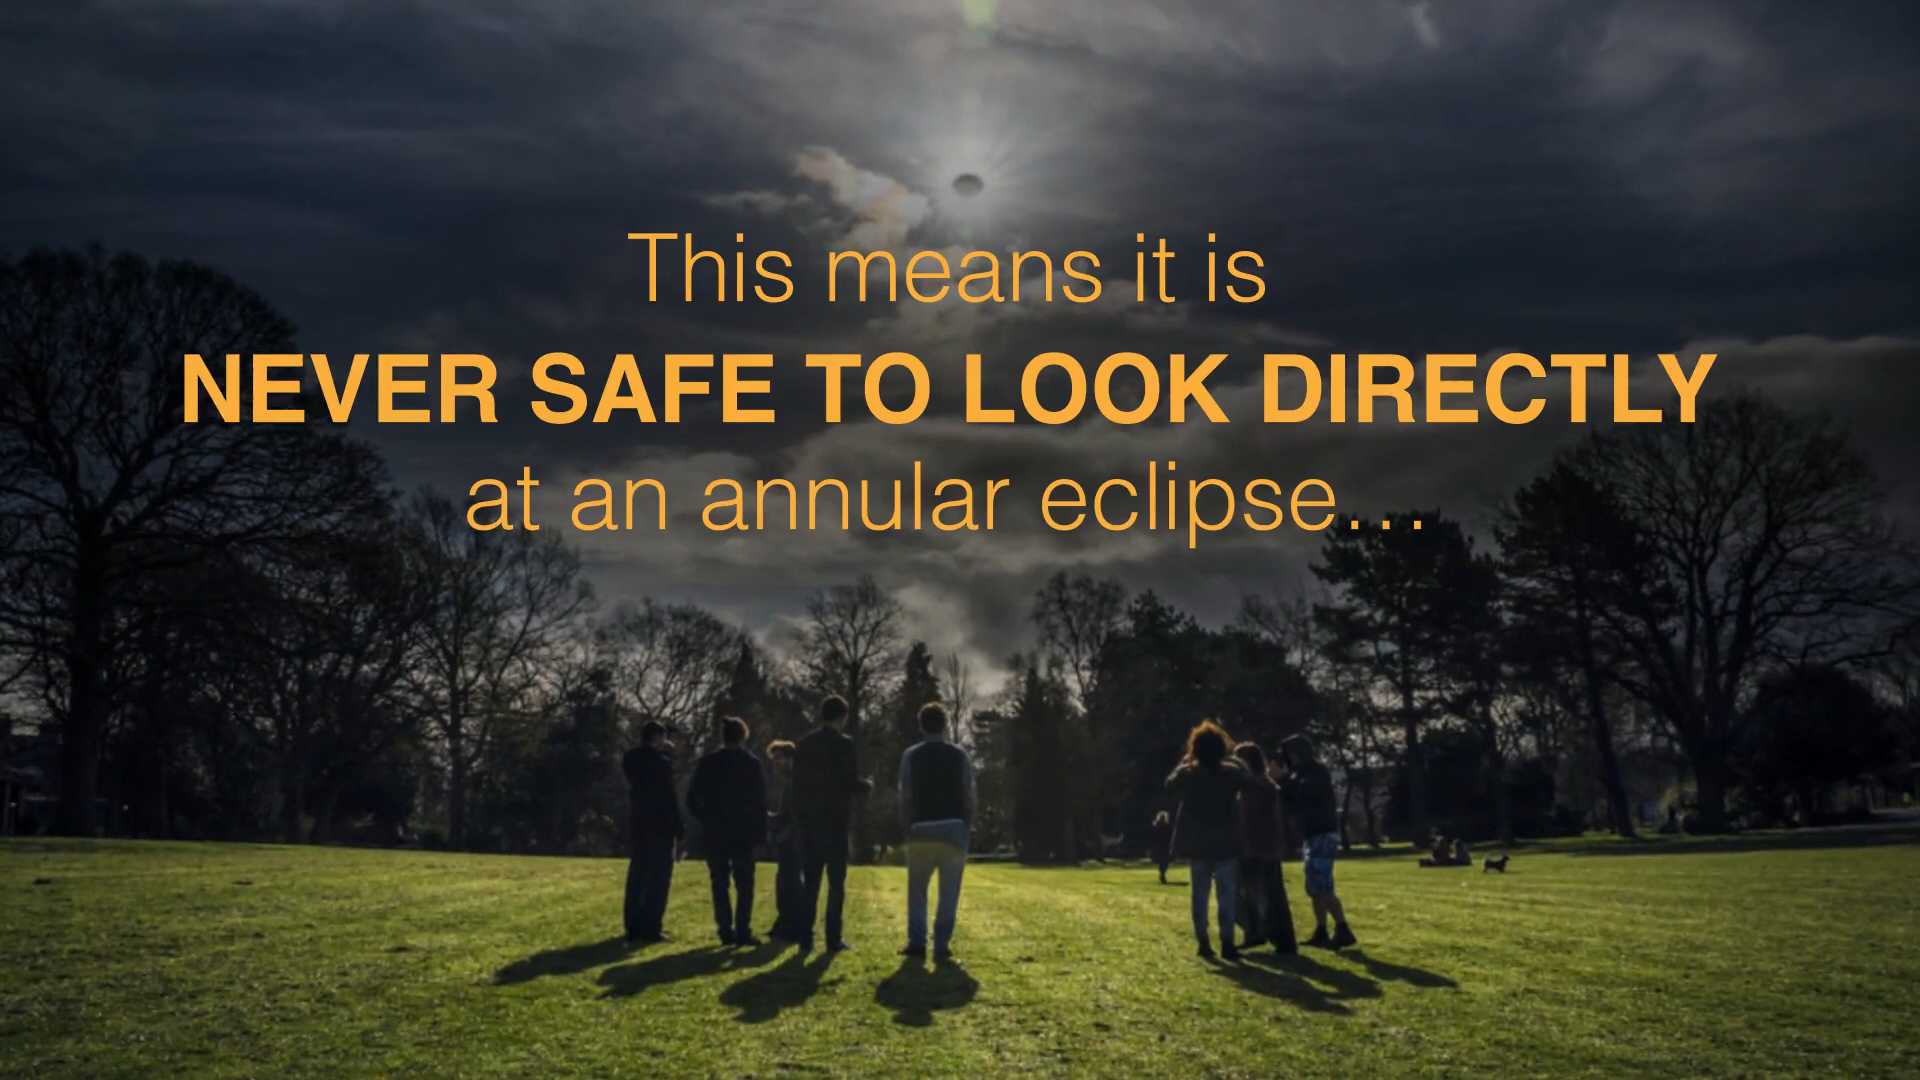 This means it is
NEVER SAFE TO LOOK DIRECTLY
at an annular eclipse…